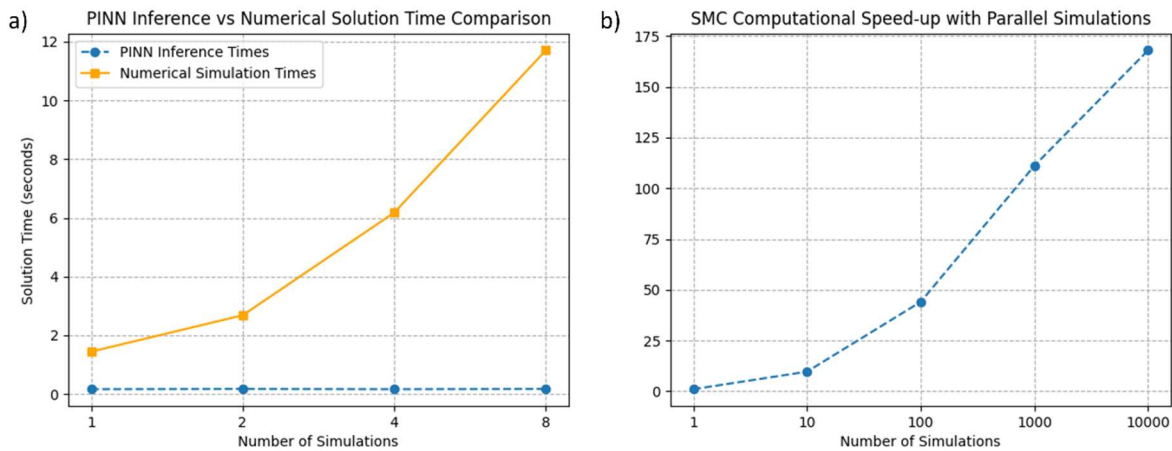 a)
PINN Inference vs Numerical Solution Time Comparison
PINN Inference Times
Numerical Simulation Times
Solution Time (seconds)
12
10
8
6
4
2
0
1 2 4 8
Number of Simulations
b)
SMC Computational Speed-up with Parallel Simulations
175
150
125
100
75
50
25
0
1 10 100 1000 10000
Number of Simulations